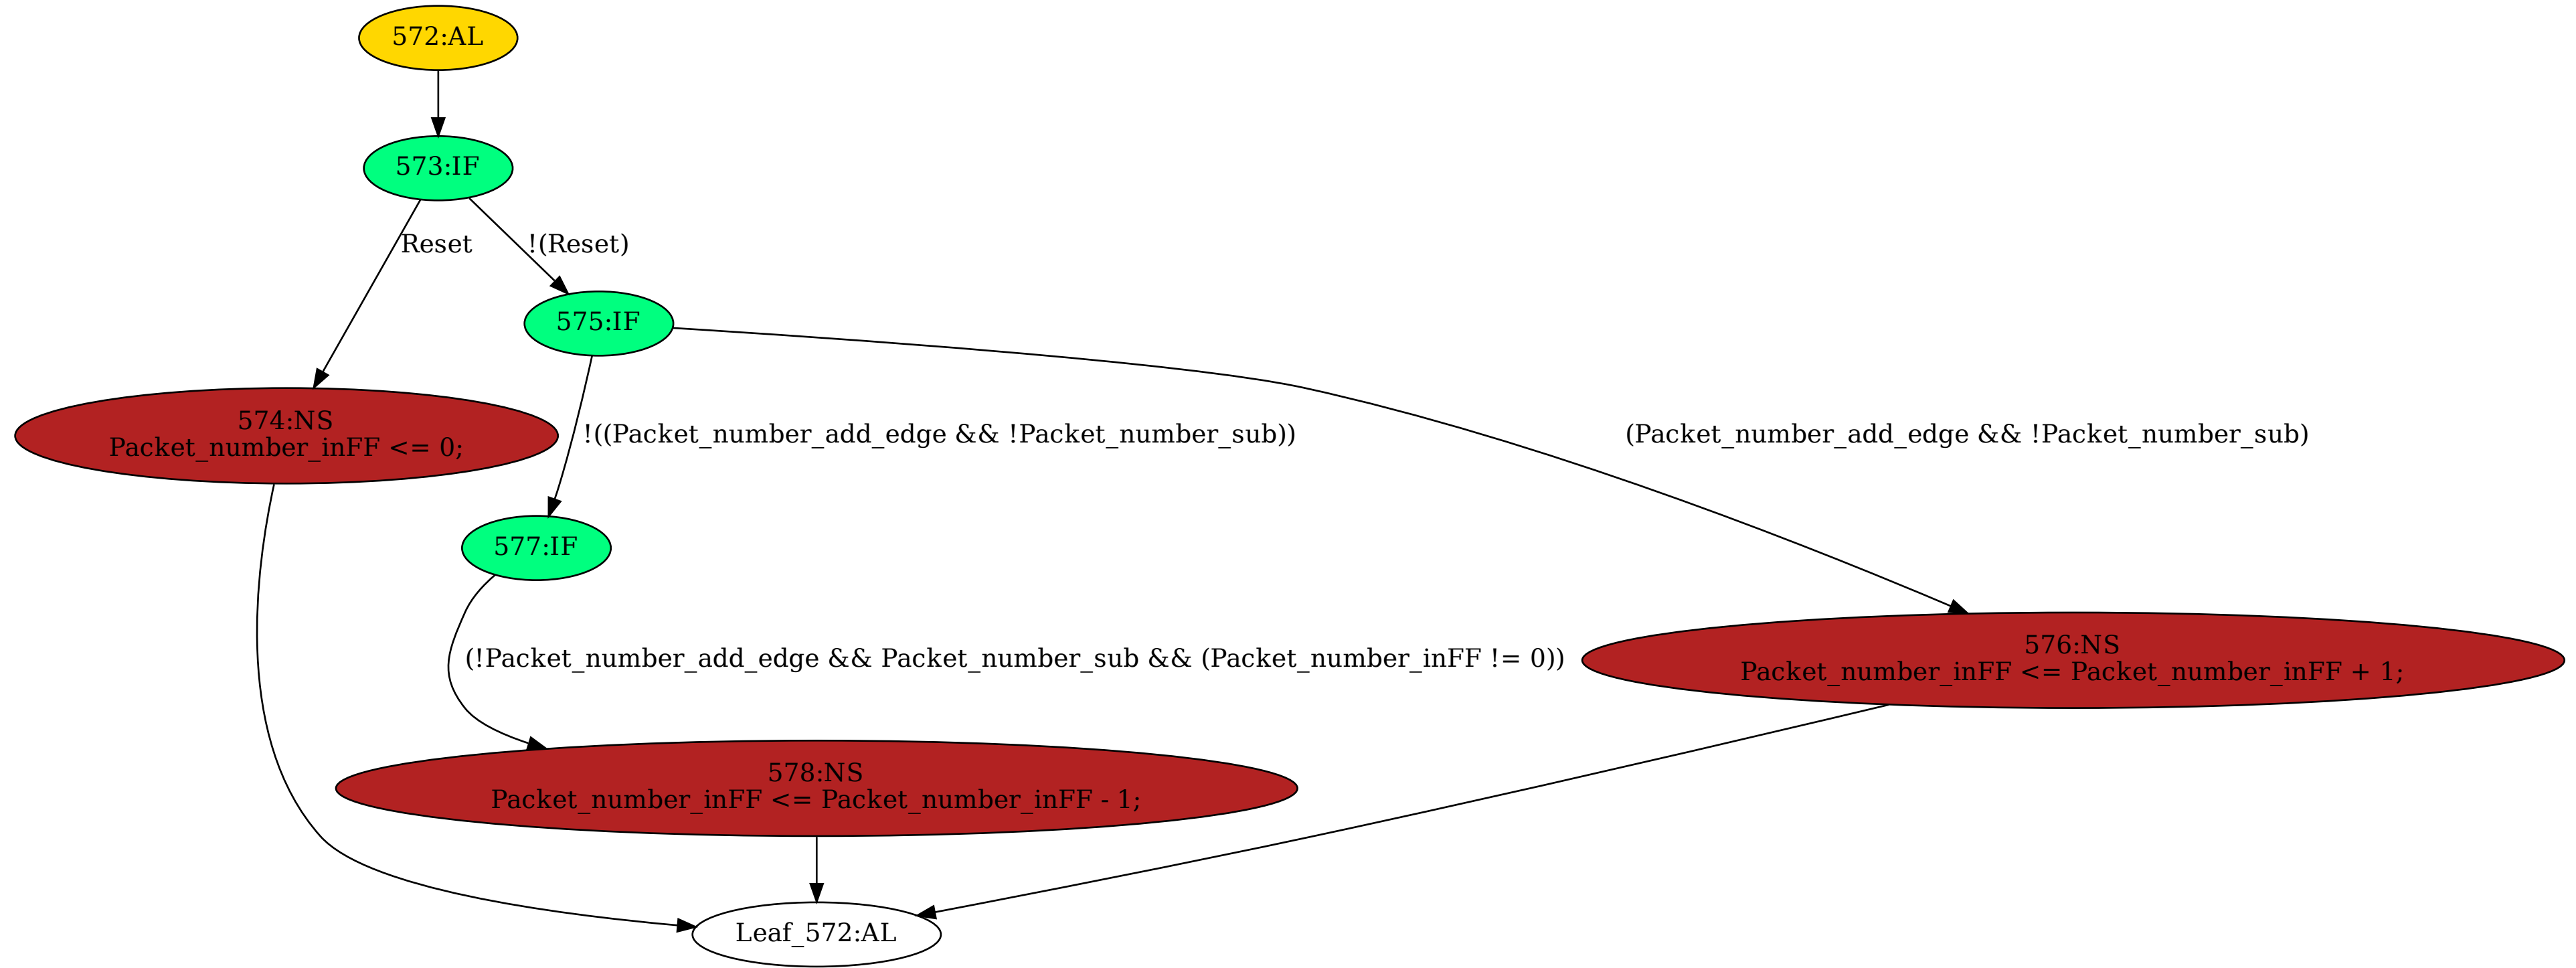 572:AL
573:IF
Reset
!(Reset)
575:IF
574:NS
Packet_number_inFF <= 0;
!((Packet_number_add_edge && !Packet_number_sub))
(Packet_number_add_edge && !Packet_number_sub)
577:IF
(!Packet_number_add_edge && Packet_number_sub && (Packet_number_inFF != 0))
576:NS
Packet_number_inFF <= Packet_number_inFF + 1;
578:NS
Packet_number_inFF <= Packet_number_inFF - 1;
Leaf_572:AL